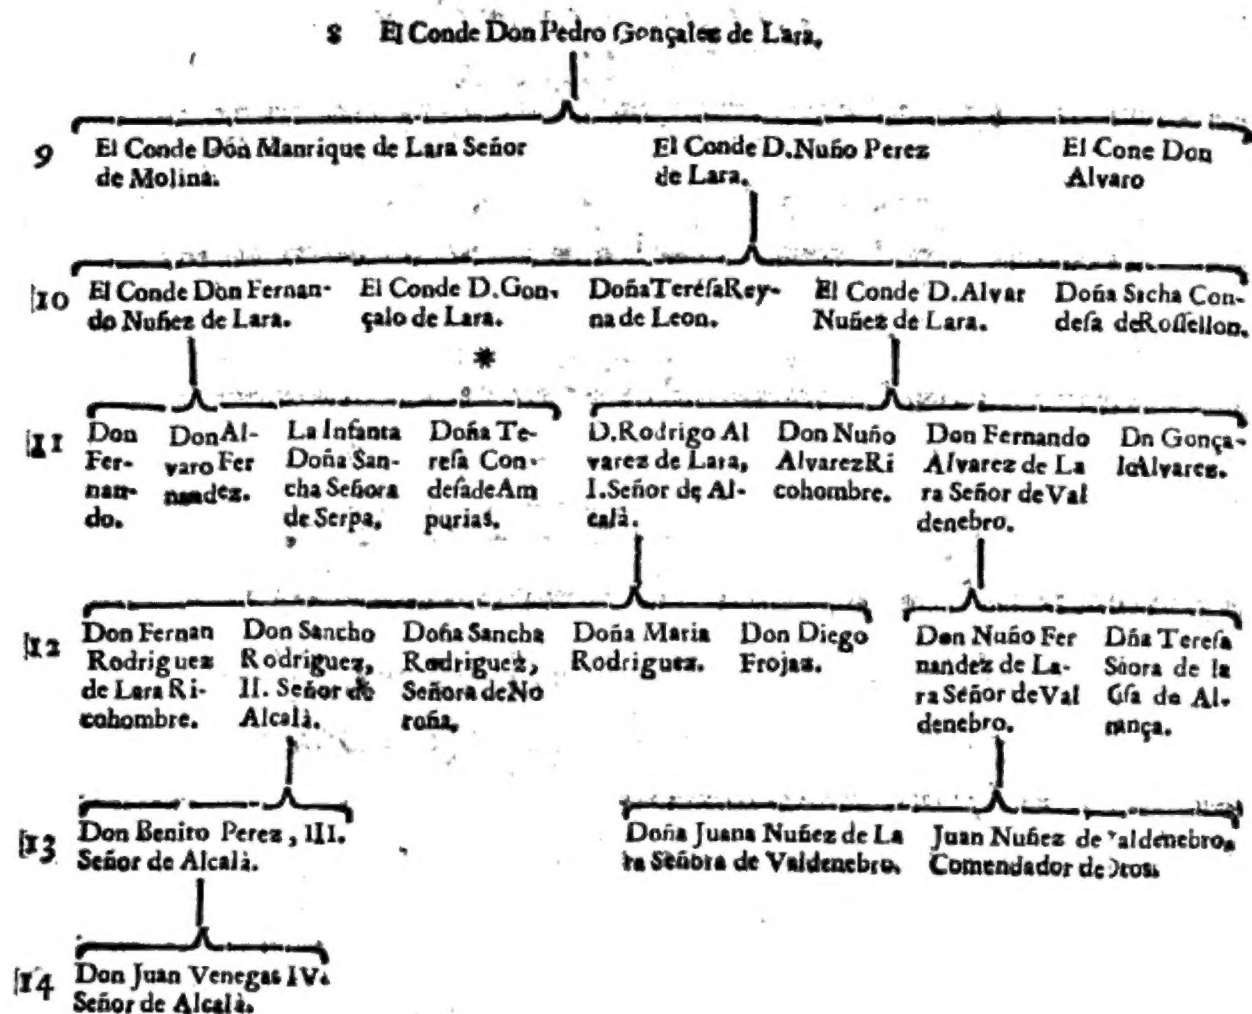 8 El Conde Don Pedro Gonçalez de Lara,
9
El Conde Dón Manrique de Lara Señor
de Molina.
El Conde D. Nuño Perez
de Lara.
El Cone Don
Alvaro
10
El Conde Don Fernan-
do Nuñez de Lara.
El Conde D. Gon-
çalo de Lara.
*
Doña Teresa Rey-
na de Leon.
El Conde D. Alvar
Nuñez de Lara.
Doña Sācha Con-
desa de Rossellon.
11
Don
Fer-
nan-
do.
Don Al-
varo Fer
nandez.
La Infanta
Doña San-
cha Señora
de Serpa,
Doña Te-
resa Con-
desa de Am
purias.
D. Rodrigo Al
varez de Lara,
I. Señor de Al-
calà.
Don Nuño
Alvarez Ri
cohombre.
Don Fernando
Alvarez de La
ra Señor de Val
denebro.
Dn Gonça-
lo Alvarez.
12
Don Fernan
Rodriguez
de Lara Ri-
cohombre.
Don Sancho
Rodriguez,
II. Señor de
Alcalà.
Doña Sancha
Rodriguez,
Señora de No
roña,
Doña Maria
Rodriguez.
Don Diego
Frojaz.
Don Nuño Fer
nandez de La-
ra Señor de Val
denebro.
Dña Teresa
Sñora de la
Csa de Al-
mança.
13
Don Benito Perez, III.
Señor de Alcalà.
Doña Juana Nuñez de La
ra Señora de Valdenebro.
Juan Nuñez de Valdenebro,
Comendador de Oros.
14
Don Juan Venegas IV.
Señor de Alcalà.